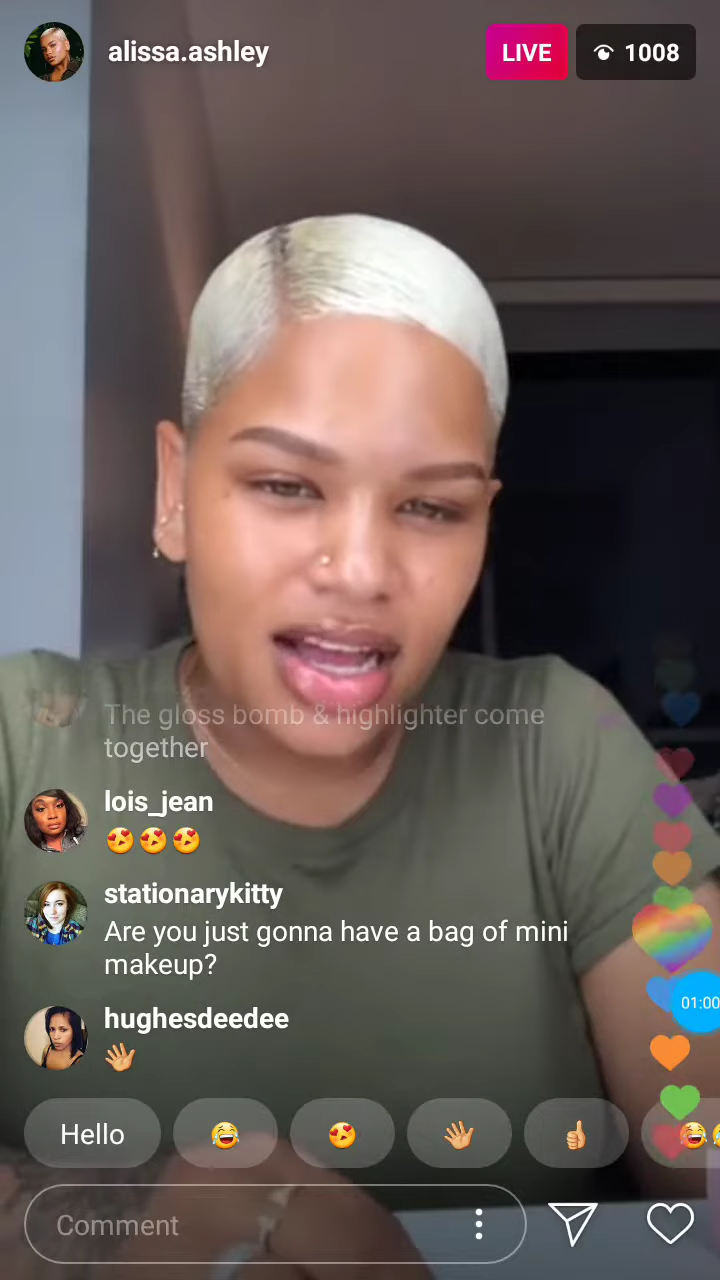 alissa.ashley
LIVE
1008
The gloss bomb & highlighter come
together
lois_jean
😍😍😍
stationarykitty
Are you just gonna have a bag of mini
makeup?
hughesdeedee
👋🏽
01:00
Hello 😂 😍 👋🏽 👍🏽 😂
Comment